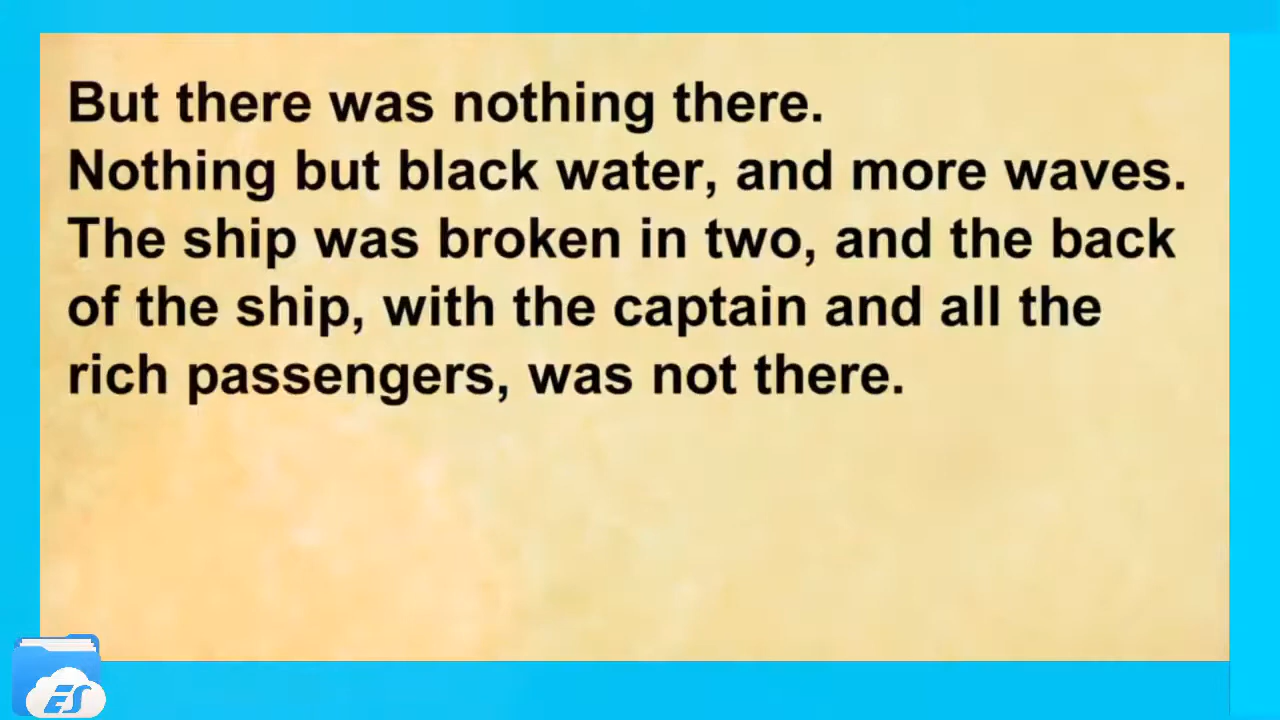 But there was nothing there.
Nothing but black water, and more waves.
The ship was broken in two, and the back
of the ship, with the captain and all the
rich passengers, was not there.
ES